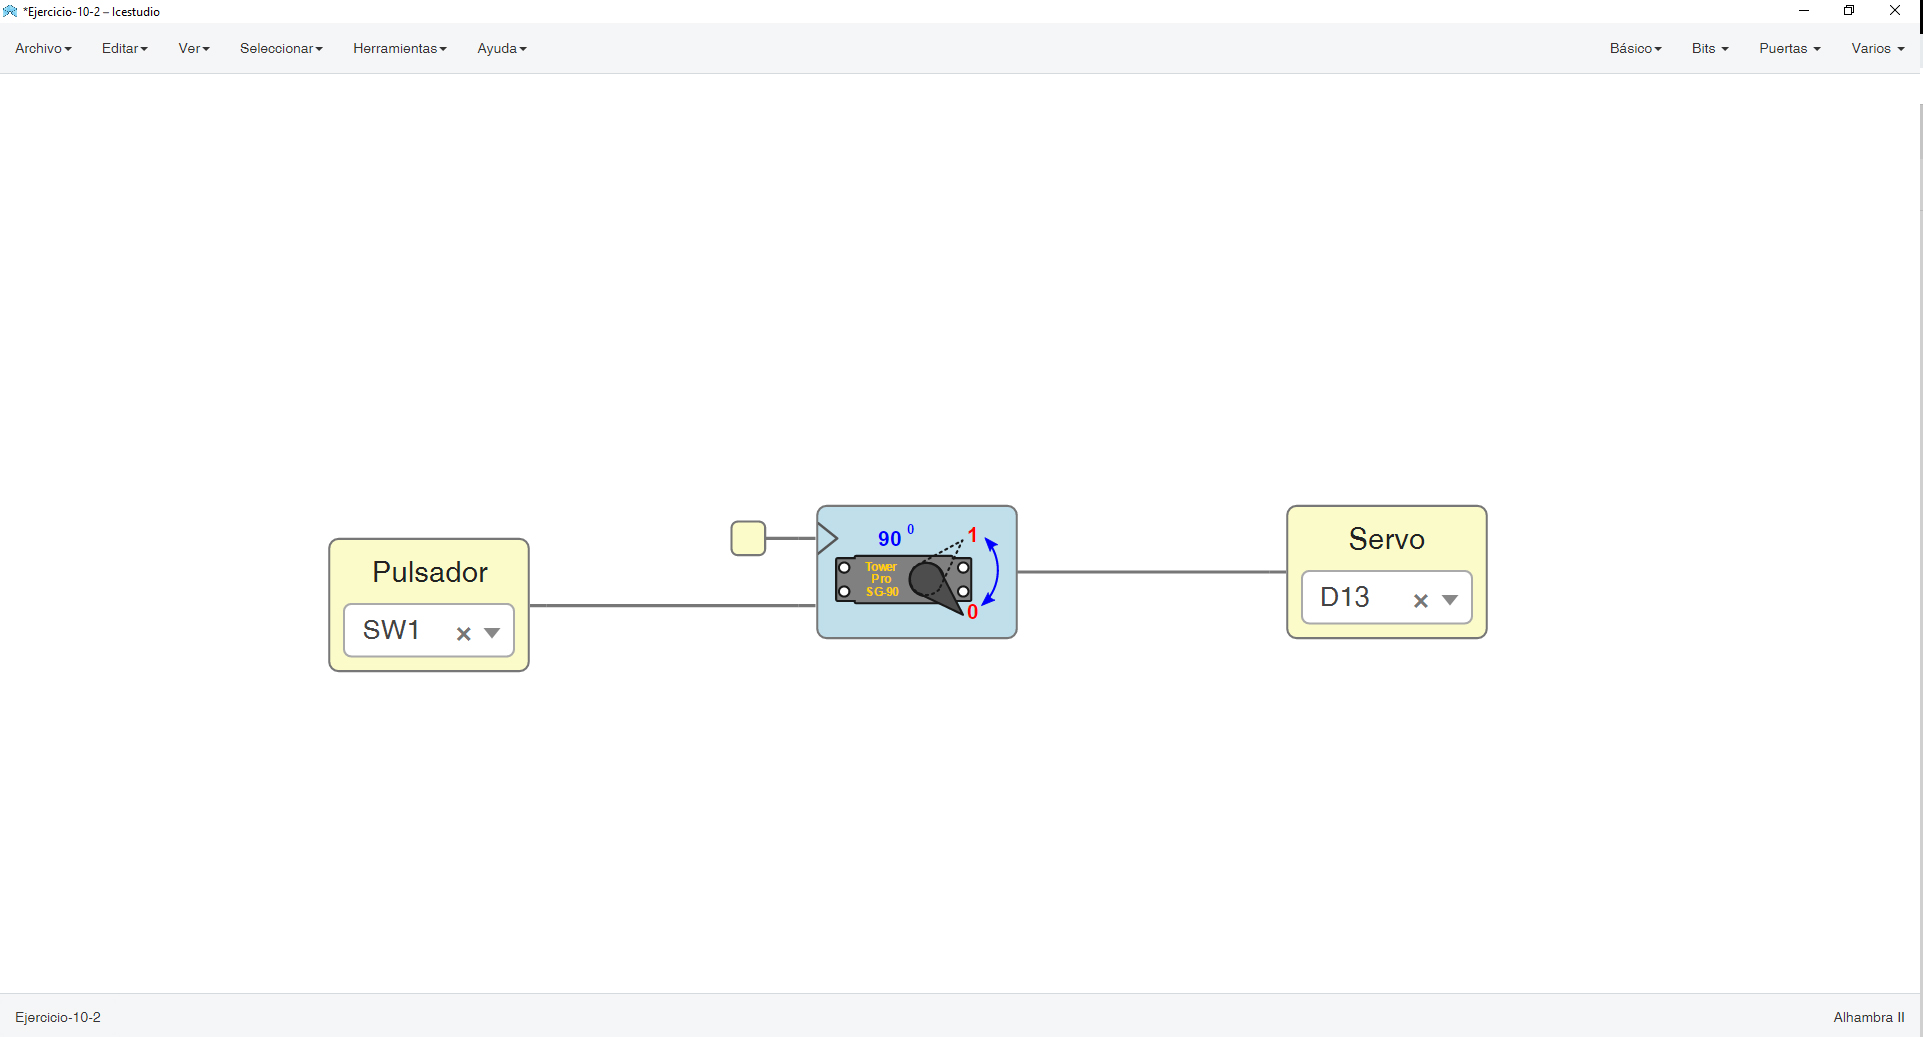 *Ejercicio-10-2 – Icestudio
Archivo Editar Ver Seleccionar Herramientas Ayuda Básico Bits Puertas Varios
Pulsador
SW1
90 0
1
Tower
Pro
SG-90
0
Servo
D13
Ejercicio-10-2 Alhambra II